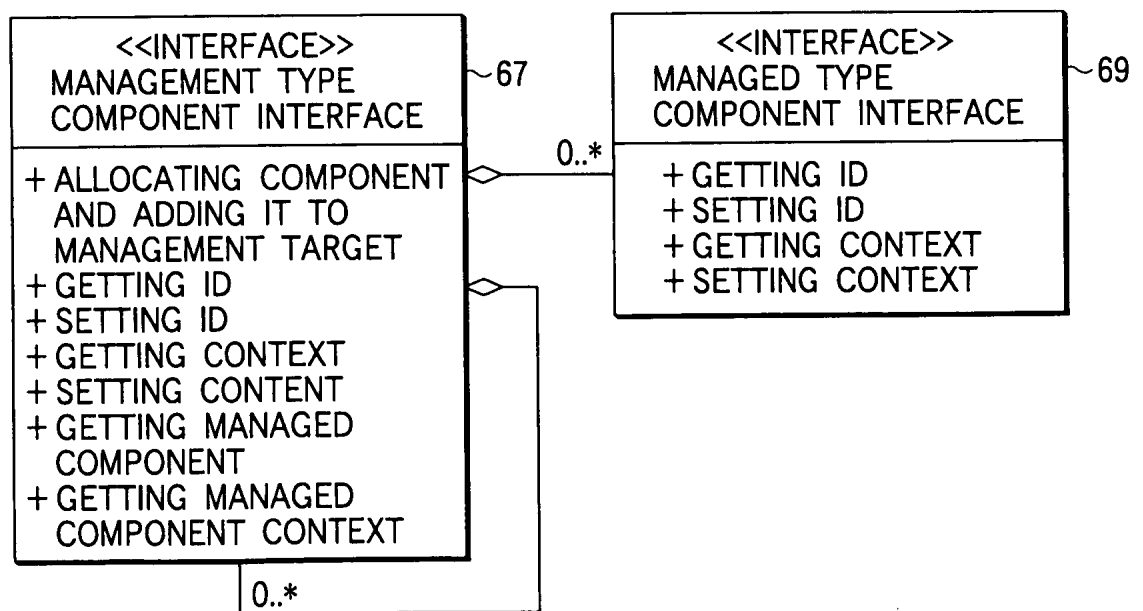 <<INTERFACE>>
MANAGEMENT TYPE
COMPONENT INTERFACE
67
+ ALLOCATING COMPONENT
AND ADDING IT TO
MANAGEMENT TARGET
+ GETTING ID
+ SETTING ID
+ GETTING CONTEXT
+ SETTING CONTENT
+ GETTING MANAGED
COMPONENT
+ GETTING MANAGED
COMPONENT CONTEXT
0..*
0..*
<<INTERFACE>>
MANAGED TYPE
COMPONENT INTERFACE
69
+ GETTING ID
+ SETTING ID
+ GETTING CONTEXT
+ SETTING CONTEXT